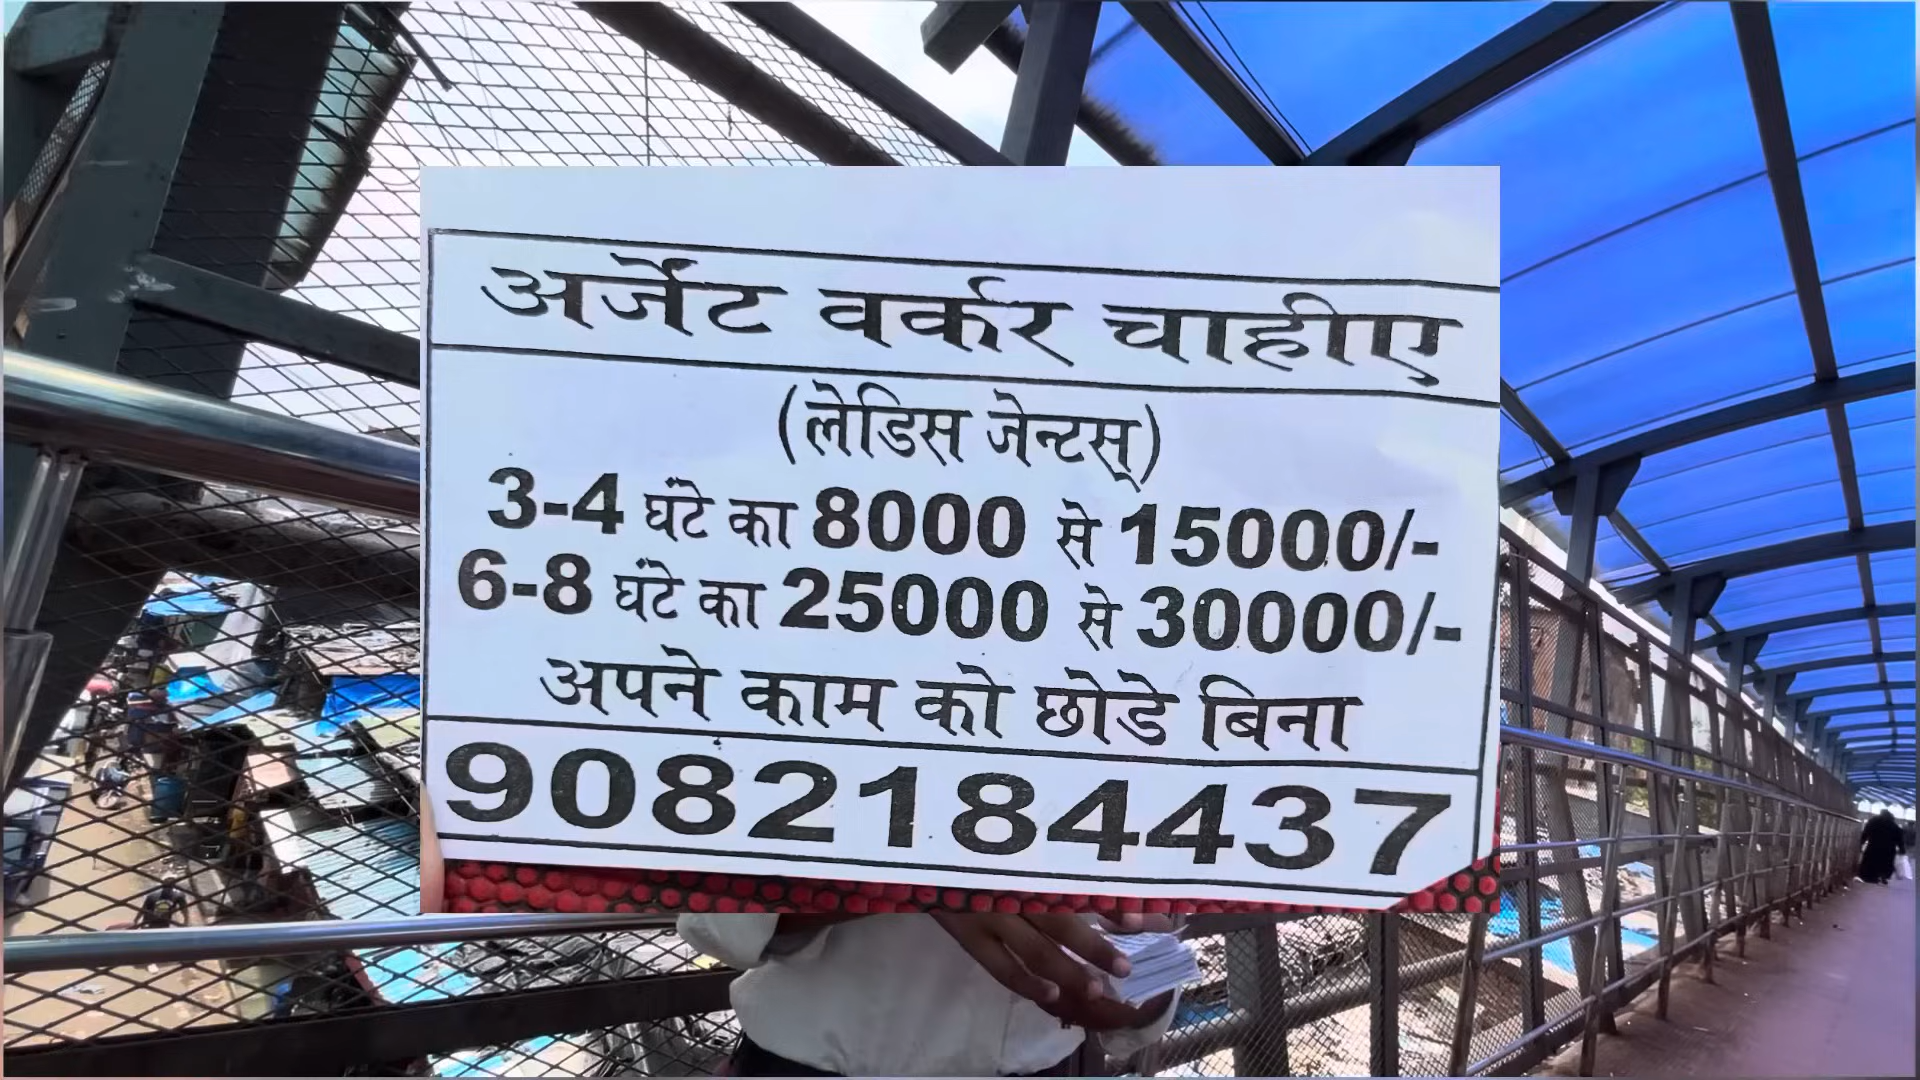 अर्जेंट वर्कर चाहीए
(लेडिस जेन्टस्)
3-4 घंटे का 8000 से 15000/-
6-8 घंटे का 25000 से 30000/-
अपने काम को छोडे बिना
9082184437